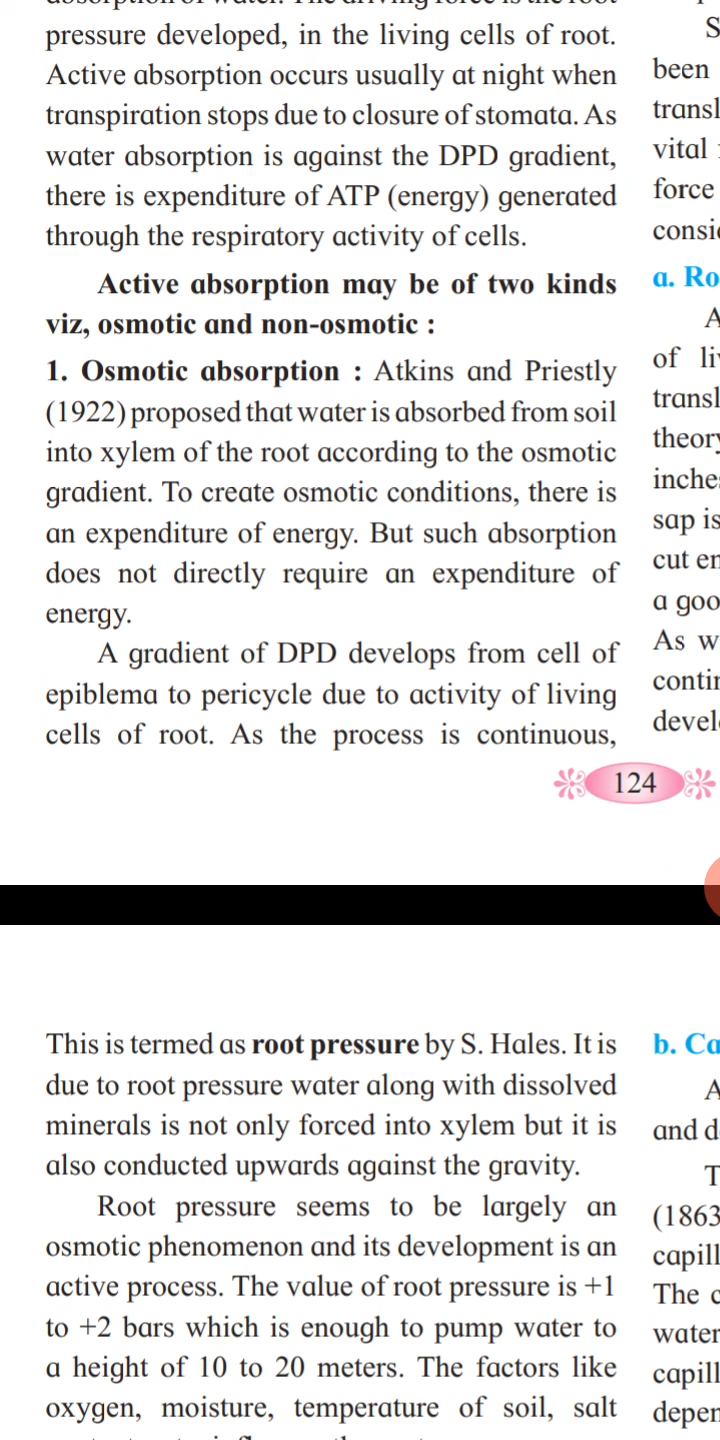 pressure developed, in the living cells of root.
Active absorption occurs usually at night when
transpiration stops due to closure of stomata. As
water absorption is against the DPD gradient,
there is expenditure of ATP (energy) generated
through the respiratory activity of cells.
Active absorption may be of two kinds
viz, osmotic and non-osmotic :
1. Osmotic absorption : Atkins and Priestly
(1922) proposed that water is absorbed from soil
into xylem of the root according to the osmotic
gradient. To create osmotic conditions, there is
an expenditure of energy. But such absorption
does not directly require an expenditure of
energy.
A gradient of DPD develops from cell of
epiblema to pericycle due to activity of living
cells of root. As the process is continuous,
S
been
transl
vital
force
consi
a. Ro
A
of li
transl
theory
inche
sap is
cut en
a goo
As w
contin
devel
124
This is termed as root pressure by S. Hales. It is
due to root pressure water along with dissolved
minerals is not only forced into xylem but it is
also conducted upwards against the gravity.
Root pressure seems to be largely an
osmotic phenomenon and its development is an
active process. The value of root pressure is +1
to +2 bars which is enough to pump water to
a height of 10 to 20 meters. The factors like
oxygen, moisture, temperature of soil, salt
b. Ca
A
and d
T
(1863
capill
The c
water
capill
depen